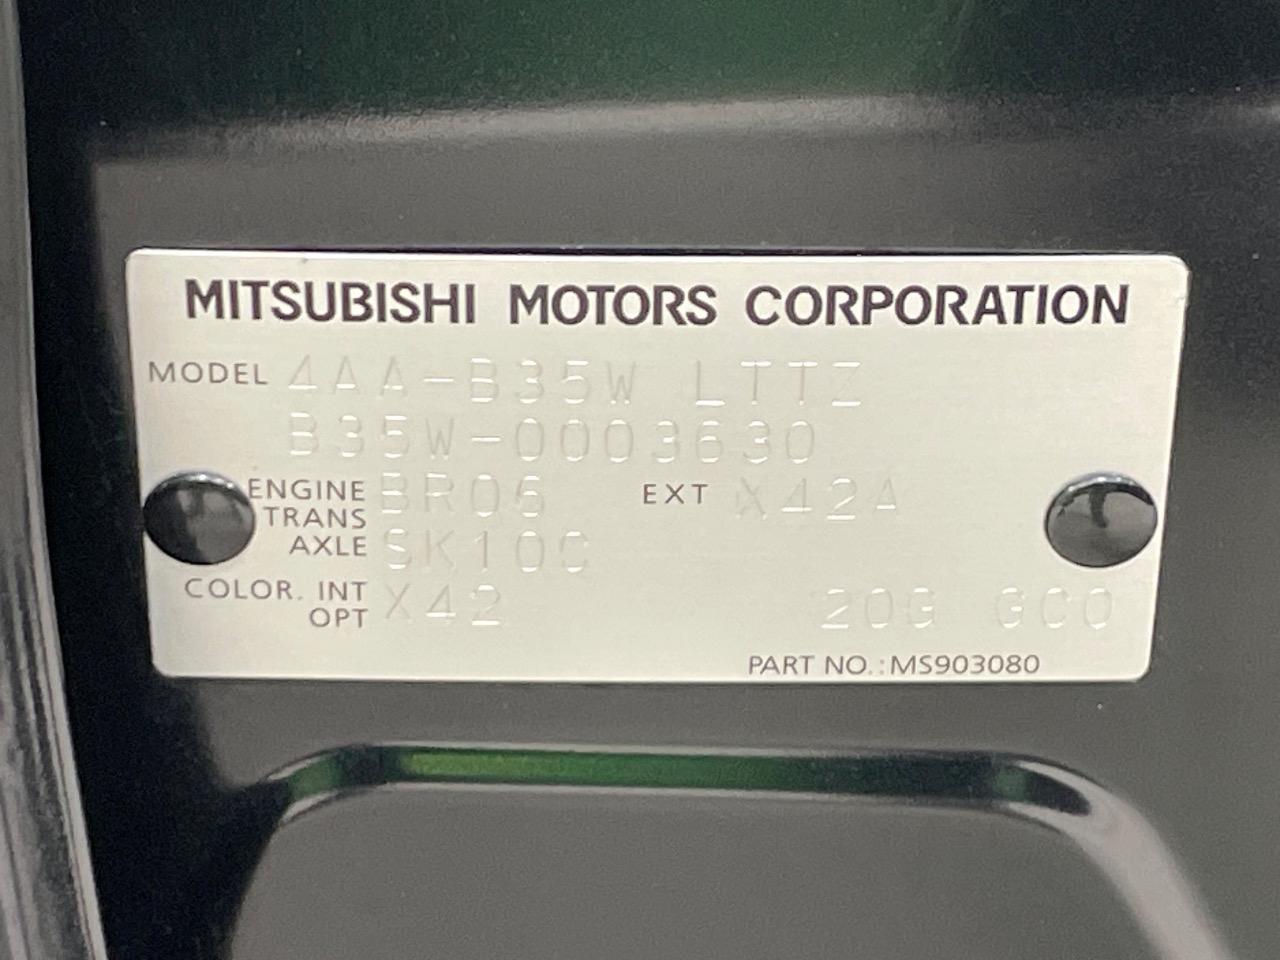 MITSUBISHI MOTORS CORPORATION
MODEL 4AA-B35W LTTZ
B35W-0003630
ENGINE BR06 EXT X42A
TRANS
AXLE SK10C
COLOR. INT X42 20G GC0
OPT
PART NO.:MS903080